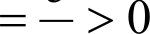 = — > 0